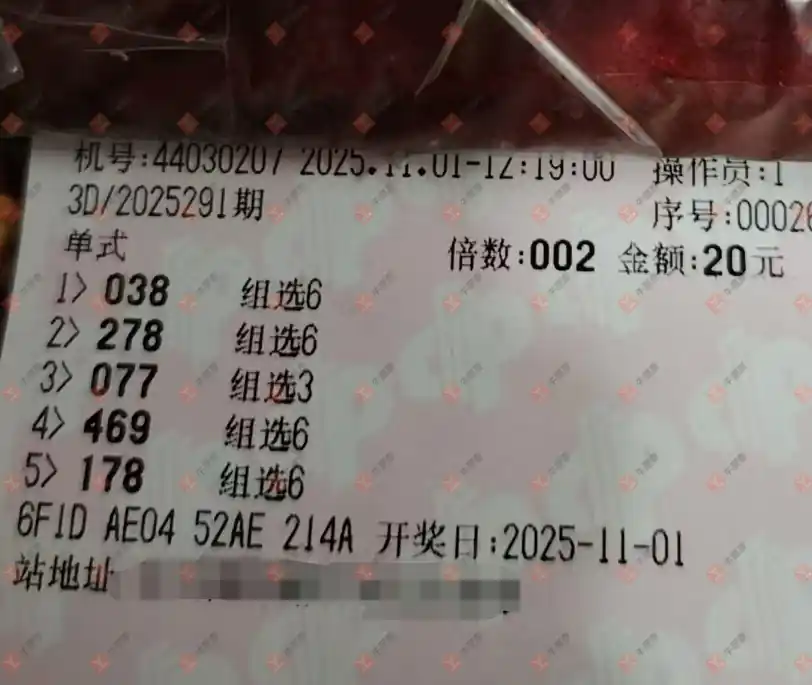 机号:44030207 2025.11.01-12:19:00 操作员:1
3D/2025291期 序号:00026
单式 倍数:002 金额:20元
1> 038 组选6
2> 278 组选6
3> 077 组选3
4> 469 组选6
5> 178 组选6
6F1D AE04 52AE 214A 开奖日:2025-11-01
站地址